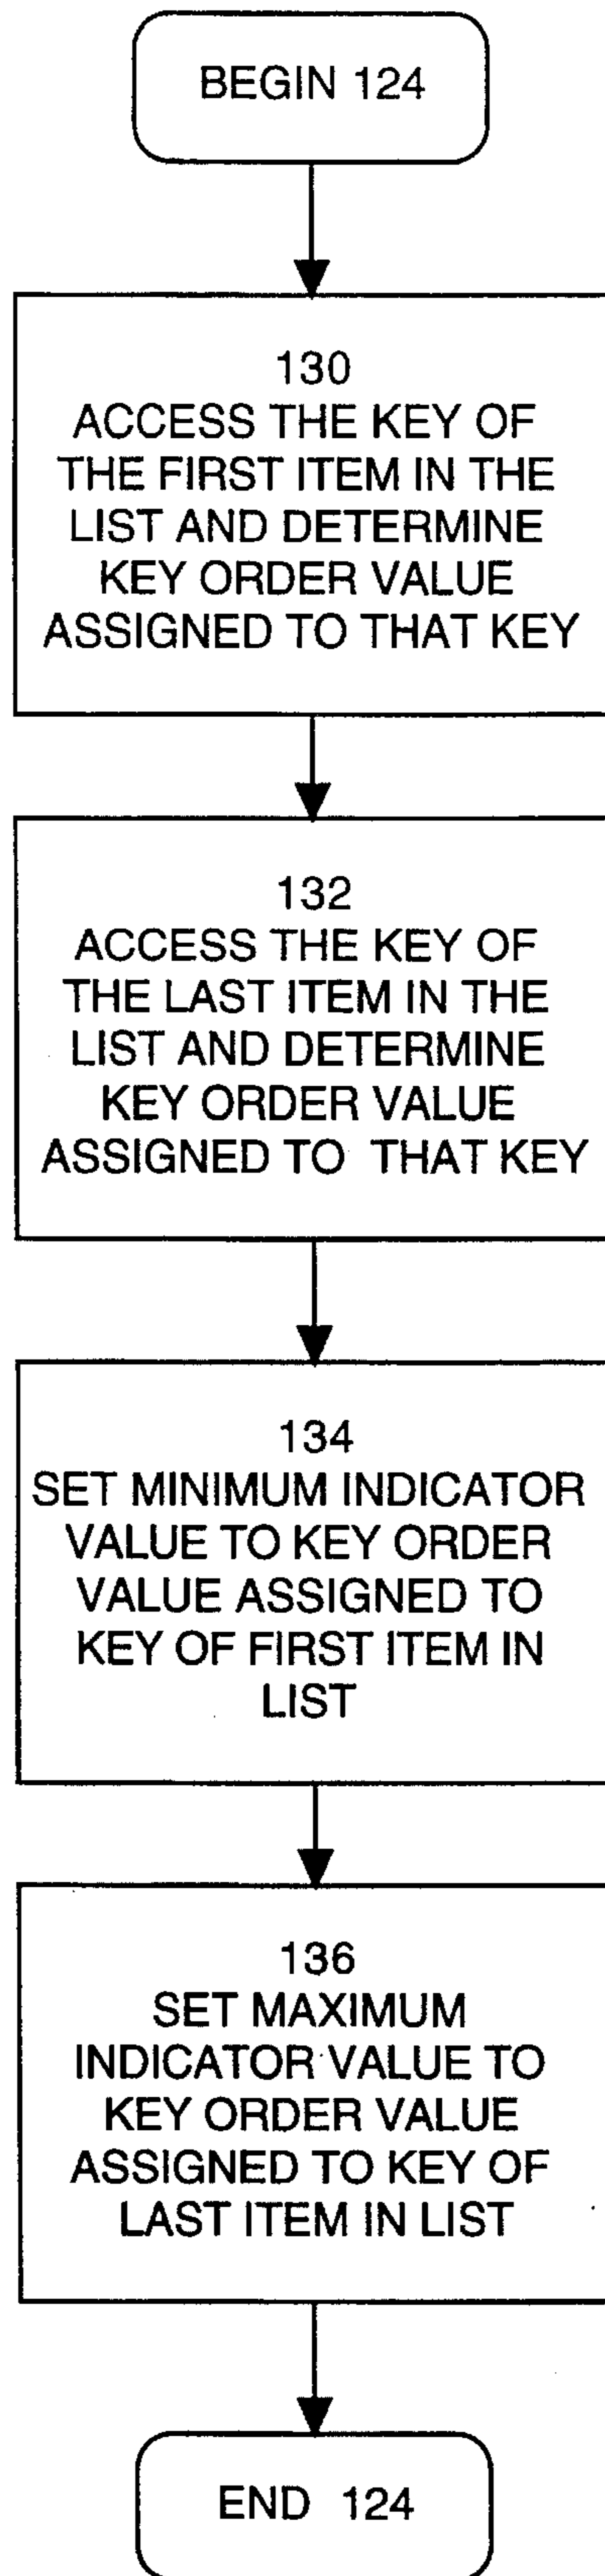 BEGIN 124
130
ACCESS THE KEY OF
THE FIRST ITEM IN THE
LIST AND DETERMINE
KEY ORDER VALUE
ASSIGNED TO THAT KEY
132
ACCESS THE KEY OF
THE LAST ITEM IN THE
LIST AND DETERMINE
KEY ORDER VALUE
ASSIGNED TO THAT KEY
134
SET MINIMUM INDICATOR
VALUE TO KEY ORDER
VALUE ASSIGNED TO
KEY OF FIRST ITEM IN
LIST
136
SET MAXIMUM
INDICATOR VALUE TO
KEY ORDER VALUE
ASSIGNED TO KEY OF
LAST ITEM IN LIST
END 124